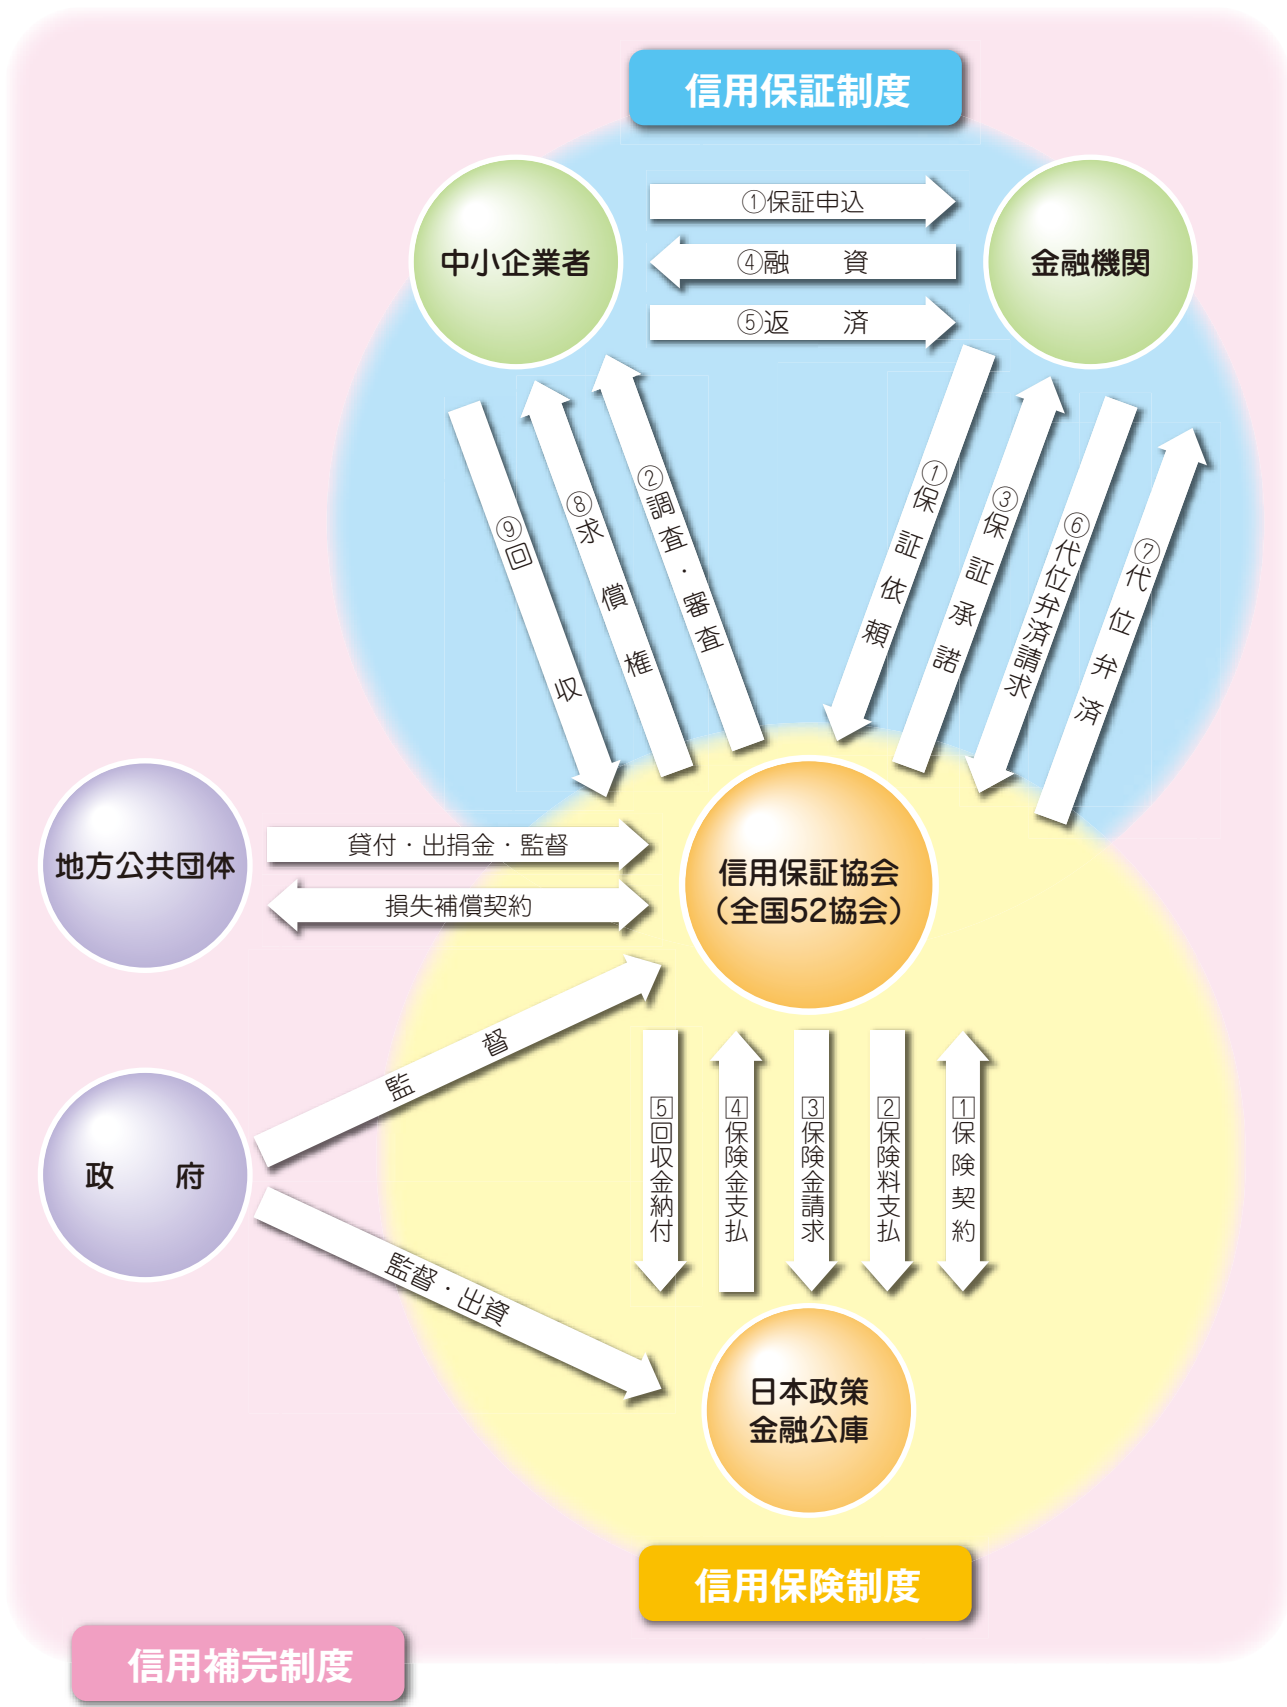 信用保証制度
中小企業者
①保証申込
④融　資
⑤返　済
金融機関
⑨回収
⑧求償権
②調査・審査
①保証依頼
③保証承諾
⑥代位弁済請求
⑦代位弁済
地方公共団体
貸付・出捐金・監督
損失補償契約
信用保証協会
（全国52協会）
監督
政　府
監督・出資
5回収金納付
4保険金支払
3保険金請求
2保険料支払
1保険契約
日本政策
金融公庫
信用保険制度
信用補完制度